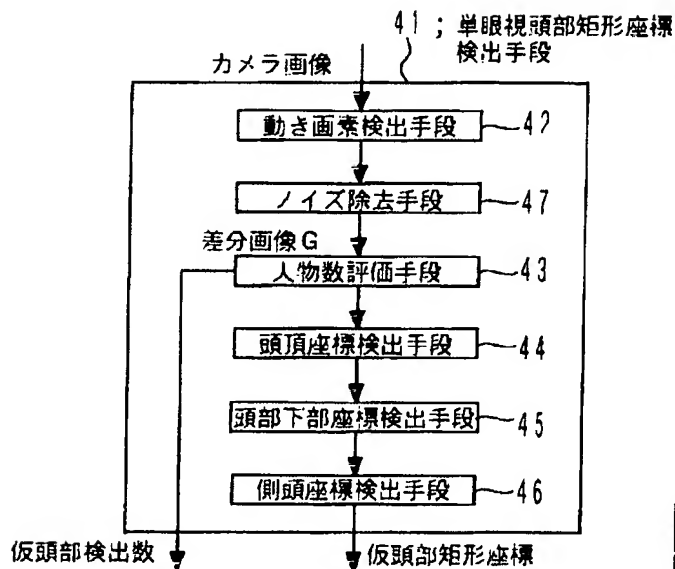 41;単眼視頭部矩形座標
検出手段
カメラ画像
動き画素検出手段
42
ノイズ除去手段
47
差分画像G
人物数評価手段
43
頭頂座標検出手段
44
頭部下部座標検出手段
45
側頭座標検出手段
46
仮頭部検出数
仮頭部矩形座標